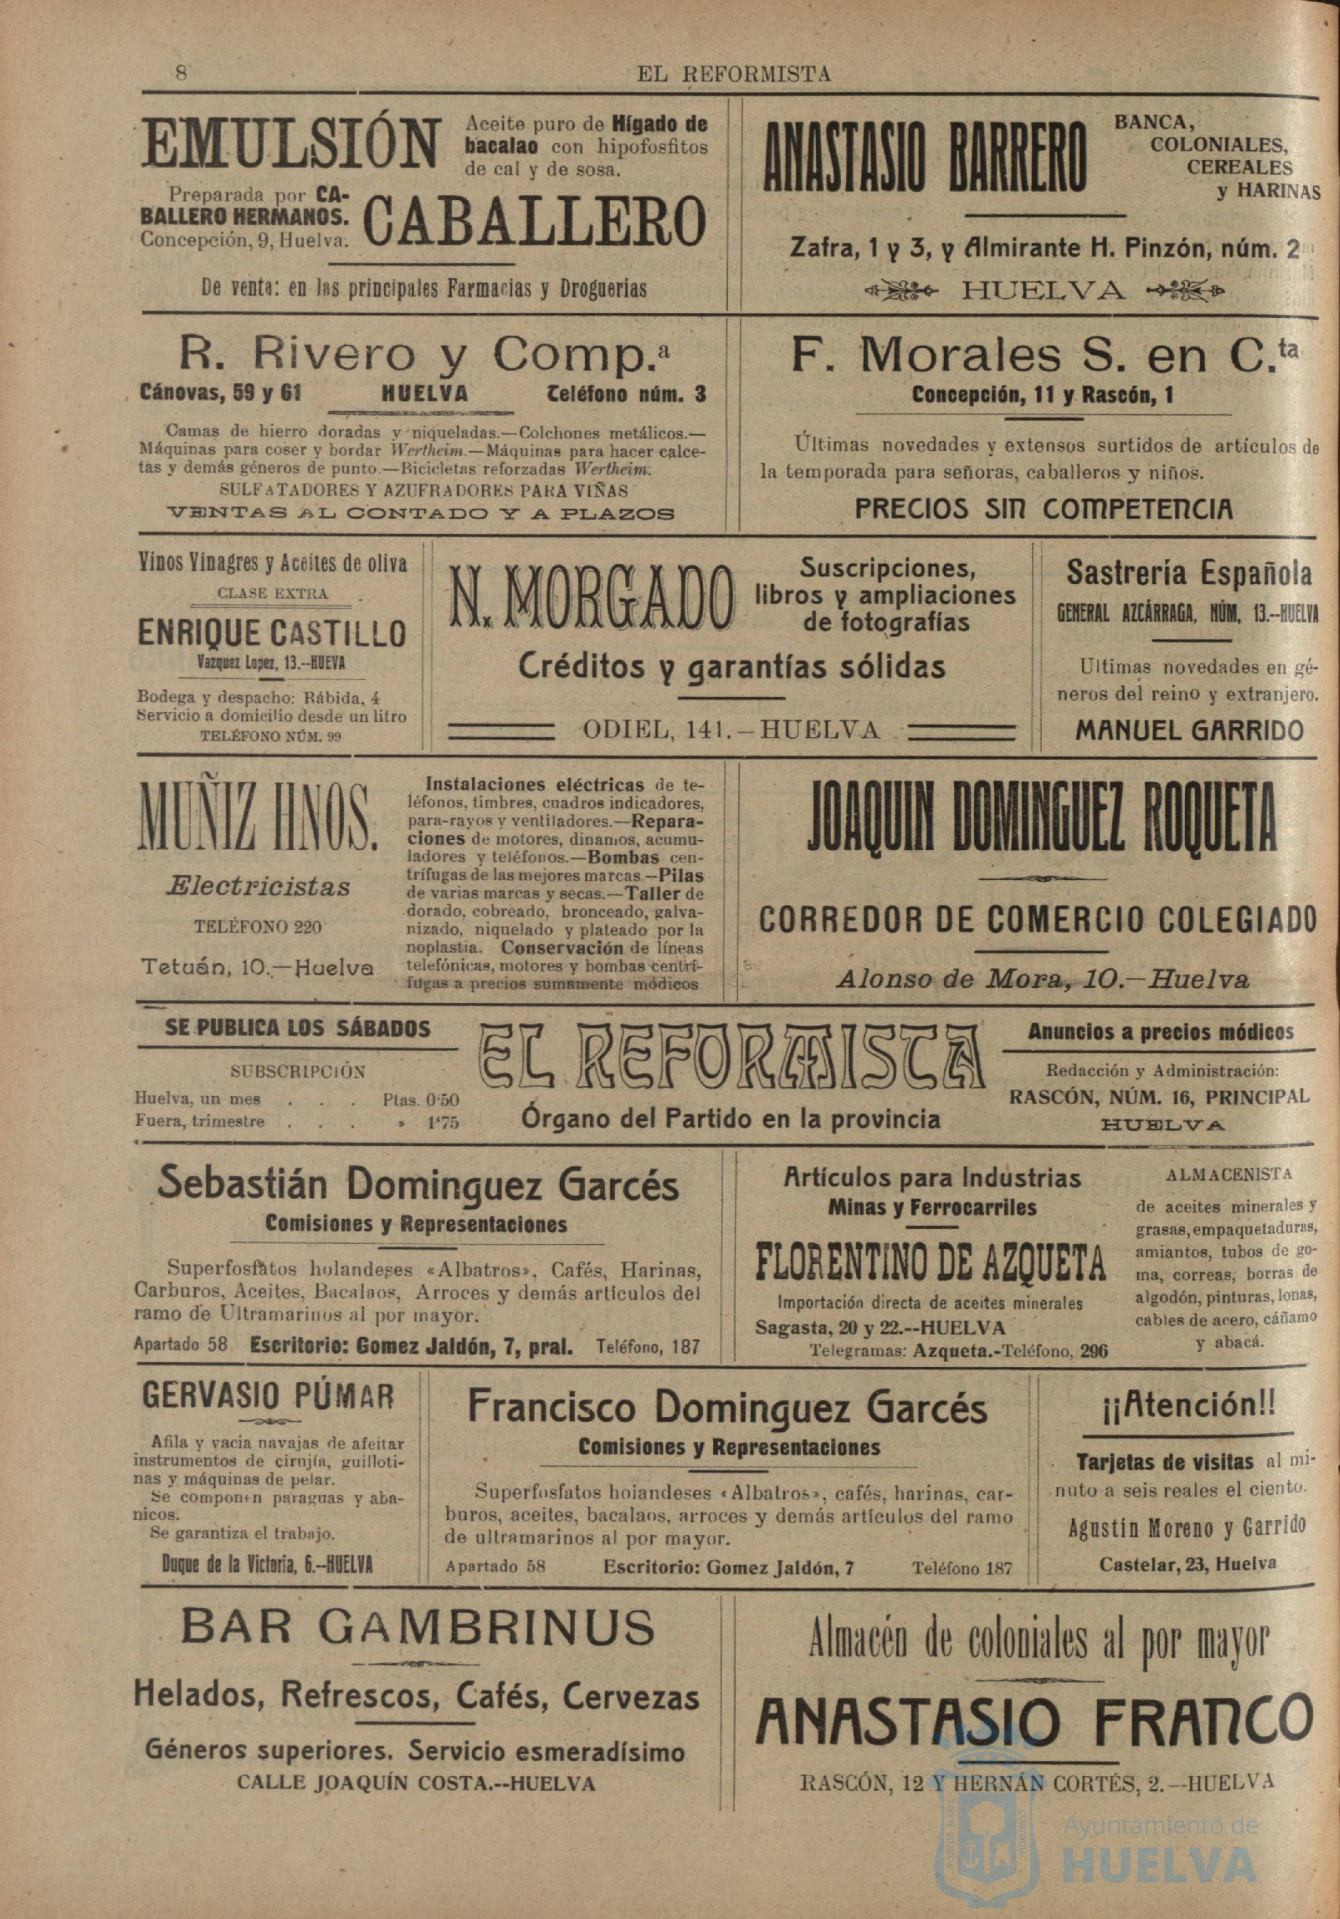 8
EL REFORMISTA
EMULSIÓN
Aceite puro de Hígado de
bacalao con hipofosfitos
de cal y de sosa.
Preparada por CA-
BALLERO HERMANOS.
Concepción, 9, Huelva.
CABALLERO
De venta: en las principales Farmacias y Droguerias
ANASTASIO BARRERO
BANCA,
COLONIALES,
CEREALES
y HARINAS
Zafra, 1 y 3, y Almirante H. Pinzón, núm. 2
HUELVA
R. Rivero y Comp.ª
Cánovas, 59 y 61 HUELVA Teléfono núm. 3
Camas de hierro doradas y niqueladas.—Colchones metálicos.—
Máquinas para coser y bordar Wertheim.—Máquinas para hacer calce-
tas y demás géneros de punto.—Bicicletas reforzadas Wertheim.
SULFATADORES Y AZUFRADORES PARA VIÑAS
VENTAS AL CONTADO Y A PLAZOS
F. Morales S. en C.ta
Concepción, 11 y Rascón, 1
Últimas novedades y extensos surtidos de artículos de
la temporada para señoras, caballeros y niños.
PRECIOS SIN COMPETENCIA
Vinos Vinagres y Aceites de oliva
CLASE EXTRA
ENRIQUE CASTILLO
Vazquez Lopez, 13.--HUEVA
Bodega y despacho: Rábida, 4
Servicio a domicilio desde un litro
TELÉFONO NÚM. 99
N. MORGADO
Suscripciones,
libros y ampliaciones
de fotografías
Créditos y garantías sólidas
ODIEL, 141.—HUELVA
Sastrería Española
GENERAL AZCÁRRAGA, NÚM, 13.--HUELVA
Ultimas novedades en gé-
neros del reino y extranjero.
MANUEL GARRIDO
MUÑIZ HNOS.
Electricistas
TELÉFONO 220
Tetuán, 10.—Huelva
Instalaciones eléctricas de te-
léfonos, timbres, cuadros indicadores,
para-rayos y ventiladores.—Repara-
ciones de motores, dinamos, acumu-
ladores y teléfonos.—Bombas cen-
trífugas de las mejores marcas.—Pilas
de varias marcas y secas.—Taller de
dorado, cobreado, bronceado, galva-
nizado, niquelado y plateado por la
noplastia. Conservación de líneas
telefónicas, motores y bombas centrí-
fugas a precios sumamente módicos
JOAQUIN DOMINGUEZ ROQUETA
CORREDOR DE COMERCIO COLEGIADO
Alonso de Mora, 10.—Huelva
SE PUBLICA LOS SÁBADOS
SUBSCRIPCIÓN
Huelva, un mes . . . Ptas. 0'50
Fuera, trimestre . . . » 1'75
EL REFORMISTA
Órgano del Partido en la provincia
Anuncios a precios módicos
Redacción y Administración:
RASCÓN, NÚM. 16, PRINCIPAL
HUELVA
Sebastián Dominguez Garcés
Comisiones y Representaciones
Superfosfatos holandeses «Albatros», Cafés, Harinas,
Carburos, Aceites, Bacalaos, Arroces y demás artículos del
ramo de Ultramarinos al por mayor.
Apartado 58 Escritorio: Gomez Jaldón, 7, pral. Teléfono, 187
Artículos para Industrias
Minas y Ferrocarriles
FLORENTINO DE AZQUETA
Importación directa de aceites minerales
Sagasta, 20 y 22.--HUELVA
Telegramas: Azqueta.-Teléfono, 296
ALMACENISTA
de aceites minerales y
grasas, empaquetaduras,
amiantos, tubos de go-
ma, correas, borras de
algodón, pinturas, lonas,
cables de acero, cáñamo
y abacá.
GERVASIO PÚMAR
Afila y vacia navajas de afeitar
instrumentos de cirujía, guilloti-
nas y máquinas de pelar.
Se componen paraguas y aba-
nicos.
Se garantiza el trabajo.
Duque de la Victoria, 6.--HUELVA
Francisco Dominguez Garcés
Comisiones y Representaciones
Superfosfatos holandeses «Albatros», cafés, harinas, car-
buros, aceites, bacalaos, arroces y demás artículos del ramo
de ultramarinos al por mayor.
Apartado 58 Escritorio: Gomez Jaldón, 7 Teléfono 187
¡¡Atención!!
Tarjetas de visitas al mi-
nuto a seis reales el ciento.
Agustín Moreno y Garrido
Castelar, 23, Huelva
BAR GAMBRINUS
Helados, Refrescos, Cafés, Cervezas
Géneros superiores. Servicio esmeradísimo
CALLE JOAQUÍN COSTA.--HUELVA
Almacén de coloniales al por mayor
ANASTASIO FRANCO
RASCÓN, 12 Y HERNÁN CORTÉS, 2.—HUELVA
Ayuntamiento de
HUELVA